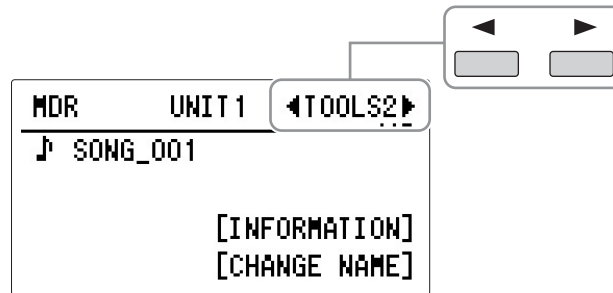 ◀ ▶
MDR UNIT1 ◀TOOLS2▶
♪ SONG_001
[INFORMATION]
[CHANGE NAME]